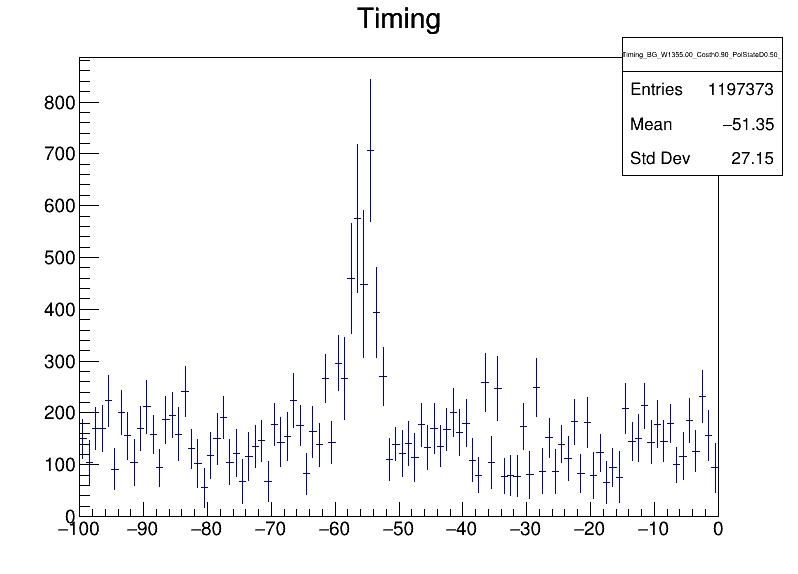 Timing
Timing_BG_W1355.00_Costh0.90_PolStateD0.50_
Entries 1197373
Mean −51.35
Std Dev 27.15
800
700
600
500
400
300
200
100
0
−100 −90 −80 −70 −60 −50 −40 −30 −20 −10 0